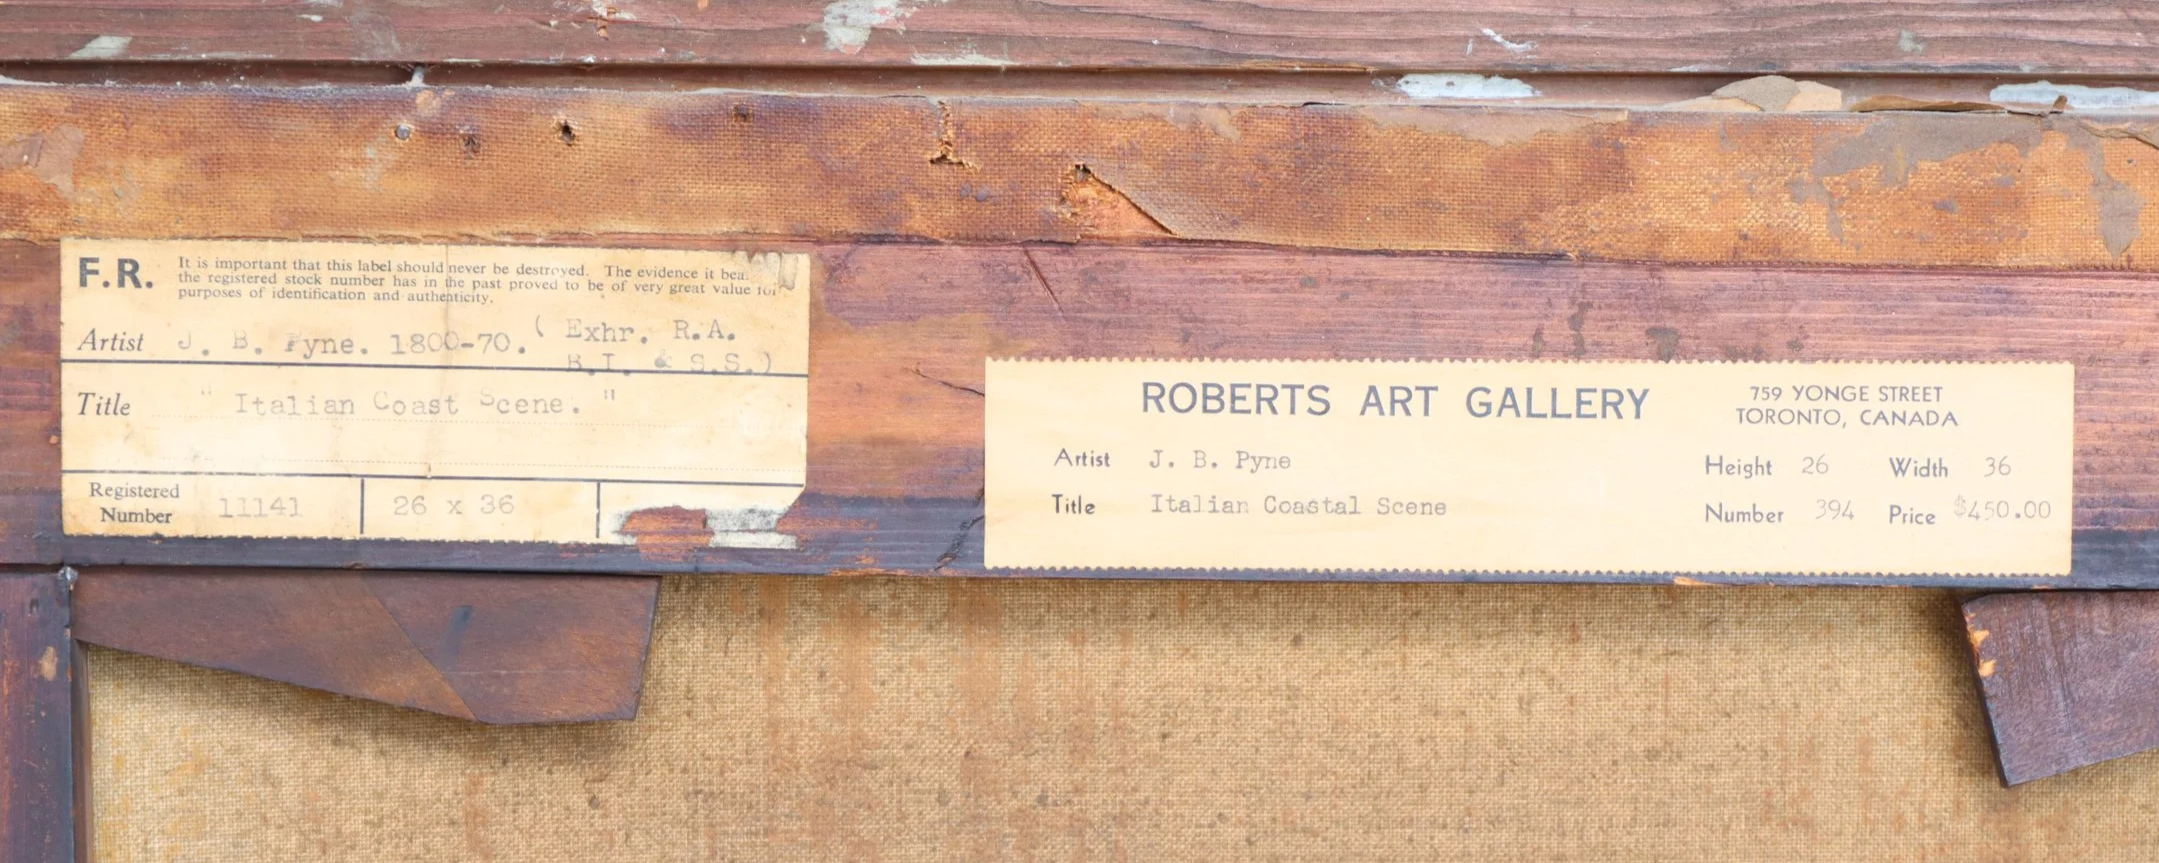 F.R. It is important that this label should never be destroyed. The evidence it
the registered stock number has in the past proved to be of very great value for
purposes of identification and authenticity.
Artist J. B. Pyne. 1800-70. ( Exhr. R.A.
B.I. & S.S.)
Title " Italian Coast Scene. "
Registered
Number 11141 26 x 36
ROBERTS ART GALLERY
759 YONGE STREET
TORONTO, CANADA
Artist J. B. Pyne
Height 26 Width 36
Title Italian Coastal Scene
Number 394 Price $450.00